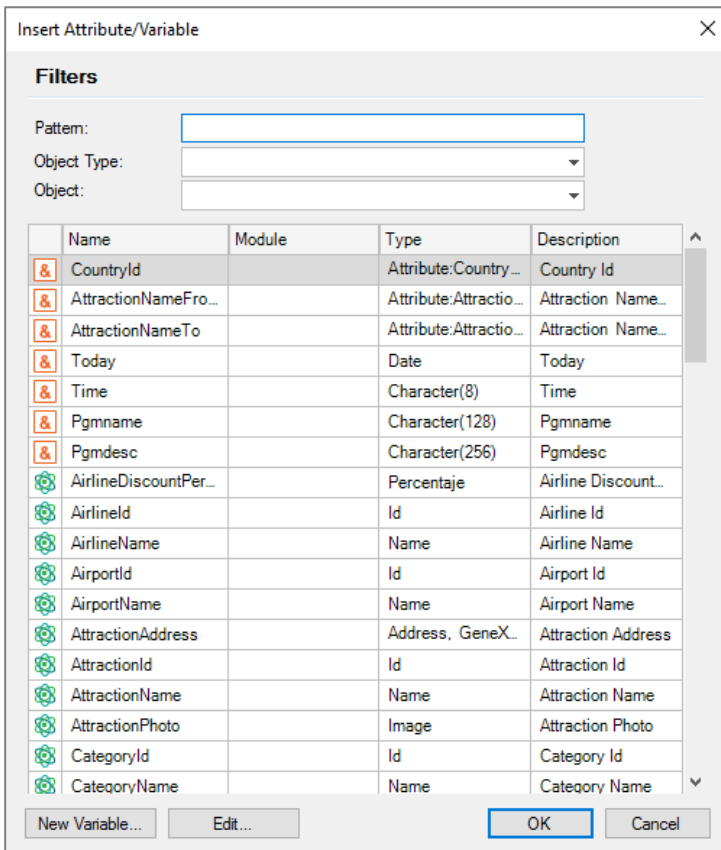 Insert Attribute/Variable
Filters
Pattern:
Object Type:
Object:
Name Module Type Description
& CountryId Attribute:Country... Country Id
& AttractionNameFro... Attribute:Attractio... Attraction Name...
& AttractionNameTo Attribute:Attractio... Attraction Name...
& Today Date Today
& Time Character(8) Time
& Pgmname Character(128) Pgmname
& Pgmdesc Character(256) Pgmdesc
AirlineDiscountPer... Percentaje Airline Discount...
AirlineId Id Airline Id
AirlineName Name Airline Name
AirportId Id Airport Id
AirportName Name Airport Name
AttractionAddress Address, GeneX... Attraction Address
AttractionId Id Attraction Id
AttractionName Name Attraction Name
AttractionPhoto Image Attraction Photo
CategoryId Id Category Id
CategoryName Name Category Name
New Variable... Edit... OK Cancel